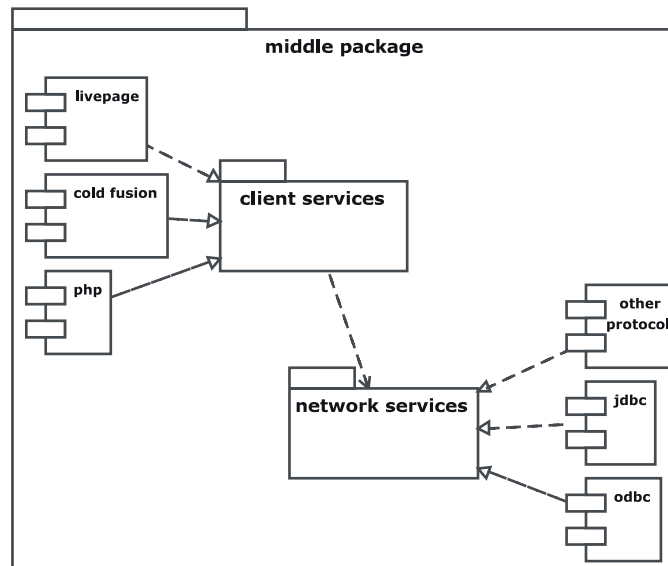 middle package
livepage
cold fusion
client services
php
other
protocol
network services
jdbc
odbc